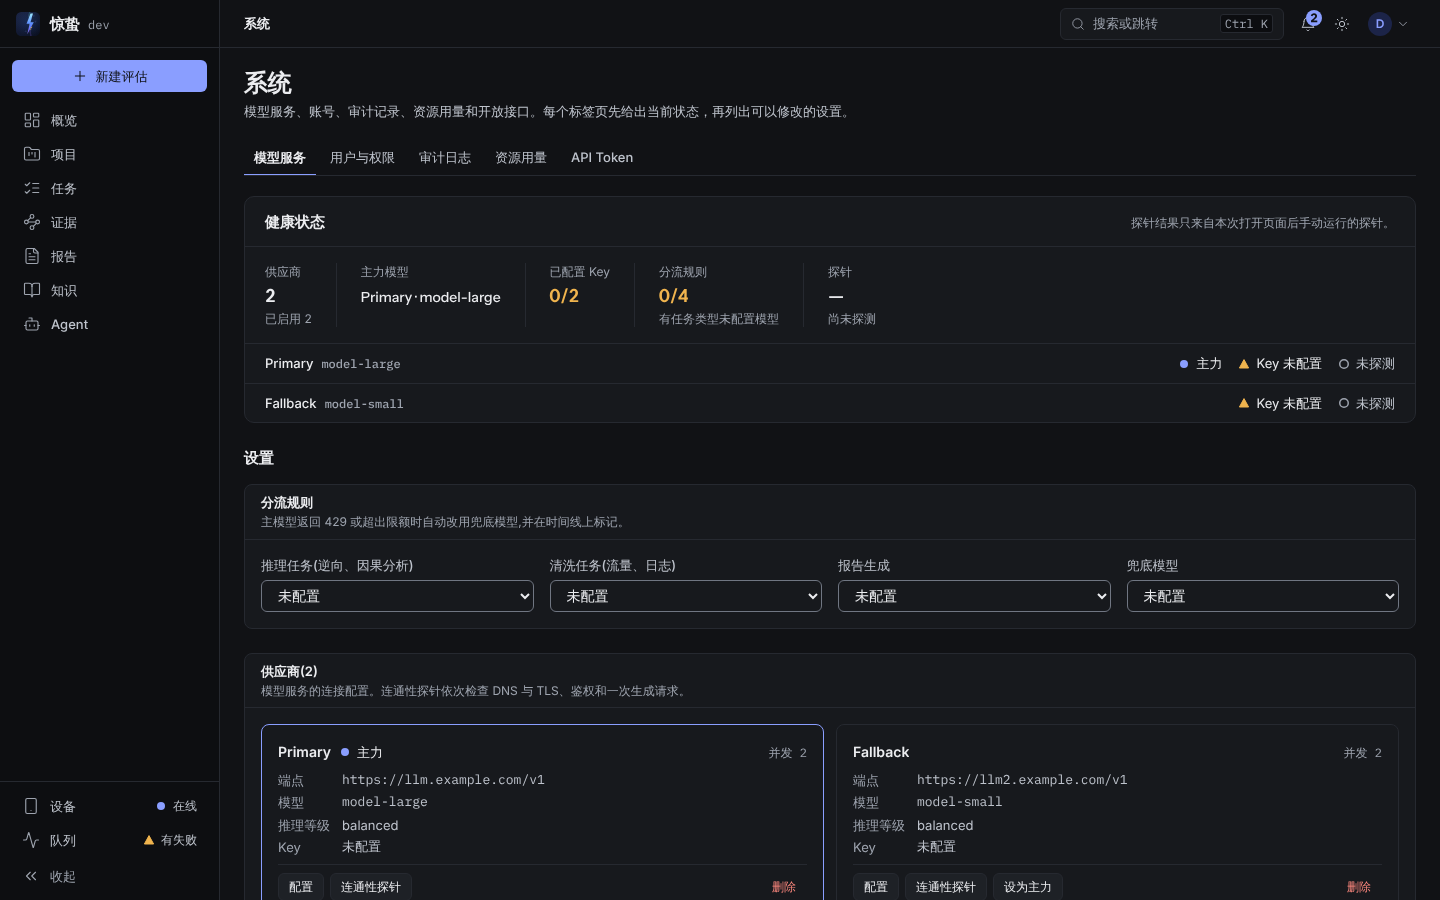 惊蛰 dev
系统
搜索或跳转 Ctrl K
2
D
新建评估
概览
项目
任务
证据
报告
知识
Agent
设备 在线
队列 有失败
收起
系统
模型服务、账号、审计记录、资源用量和开放接口。每个标签页先给出当前状态，再列出可以修改的设置。
模型服务 用户与权限 审计日志 资源用量 API Token
健康状态 探针结果只来自本次打开页面后手动运行的探针。
供应商 主力模型 已配置 Key 分流规则 探针
2 Primary · model-large 0/2 0/4 —
已启用 2 有任务类型未配置模型 尚未探测
Primary model-large 主力 Key 未配置 未探测
Fallback model-small Key 未配置 未探测
设置
分流规则
主模型返回 429 或超出限额时自动改用兜底模型,并在时间线上标记。
推理任务(逆向、因果分析) 清洗任务(流量、日志) 报告生成 兜底模型
未配置 未配置 未配置 未配置
供应商(2)
模型服务的连接配置。连通性探针依次检查 DNS 与 TLS、鉴权和一次生成请求。
Primary 主力 并发 2
端点 https://llm.example.com/v1
模型 model-large
推理等级 balanced
Key 未配置
配置 连通性探针 删除
Fallback 并发 2
端点 https://llm2.example.com/v1
模型 model-small
推理等级 balanced
Key 未配置
配置 连通性探针 设为主力 删除